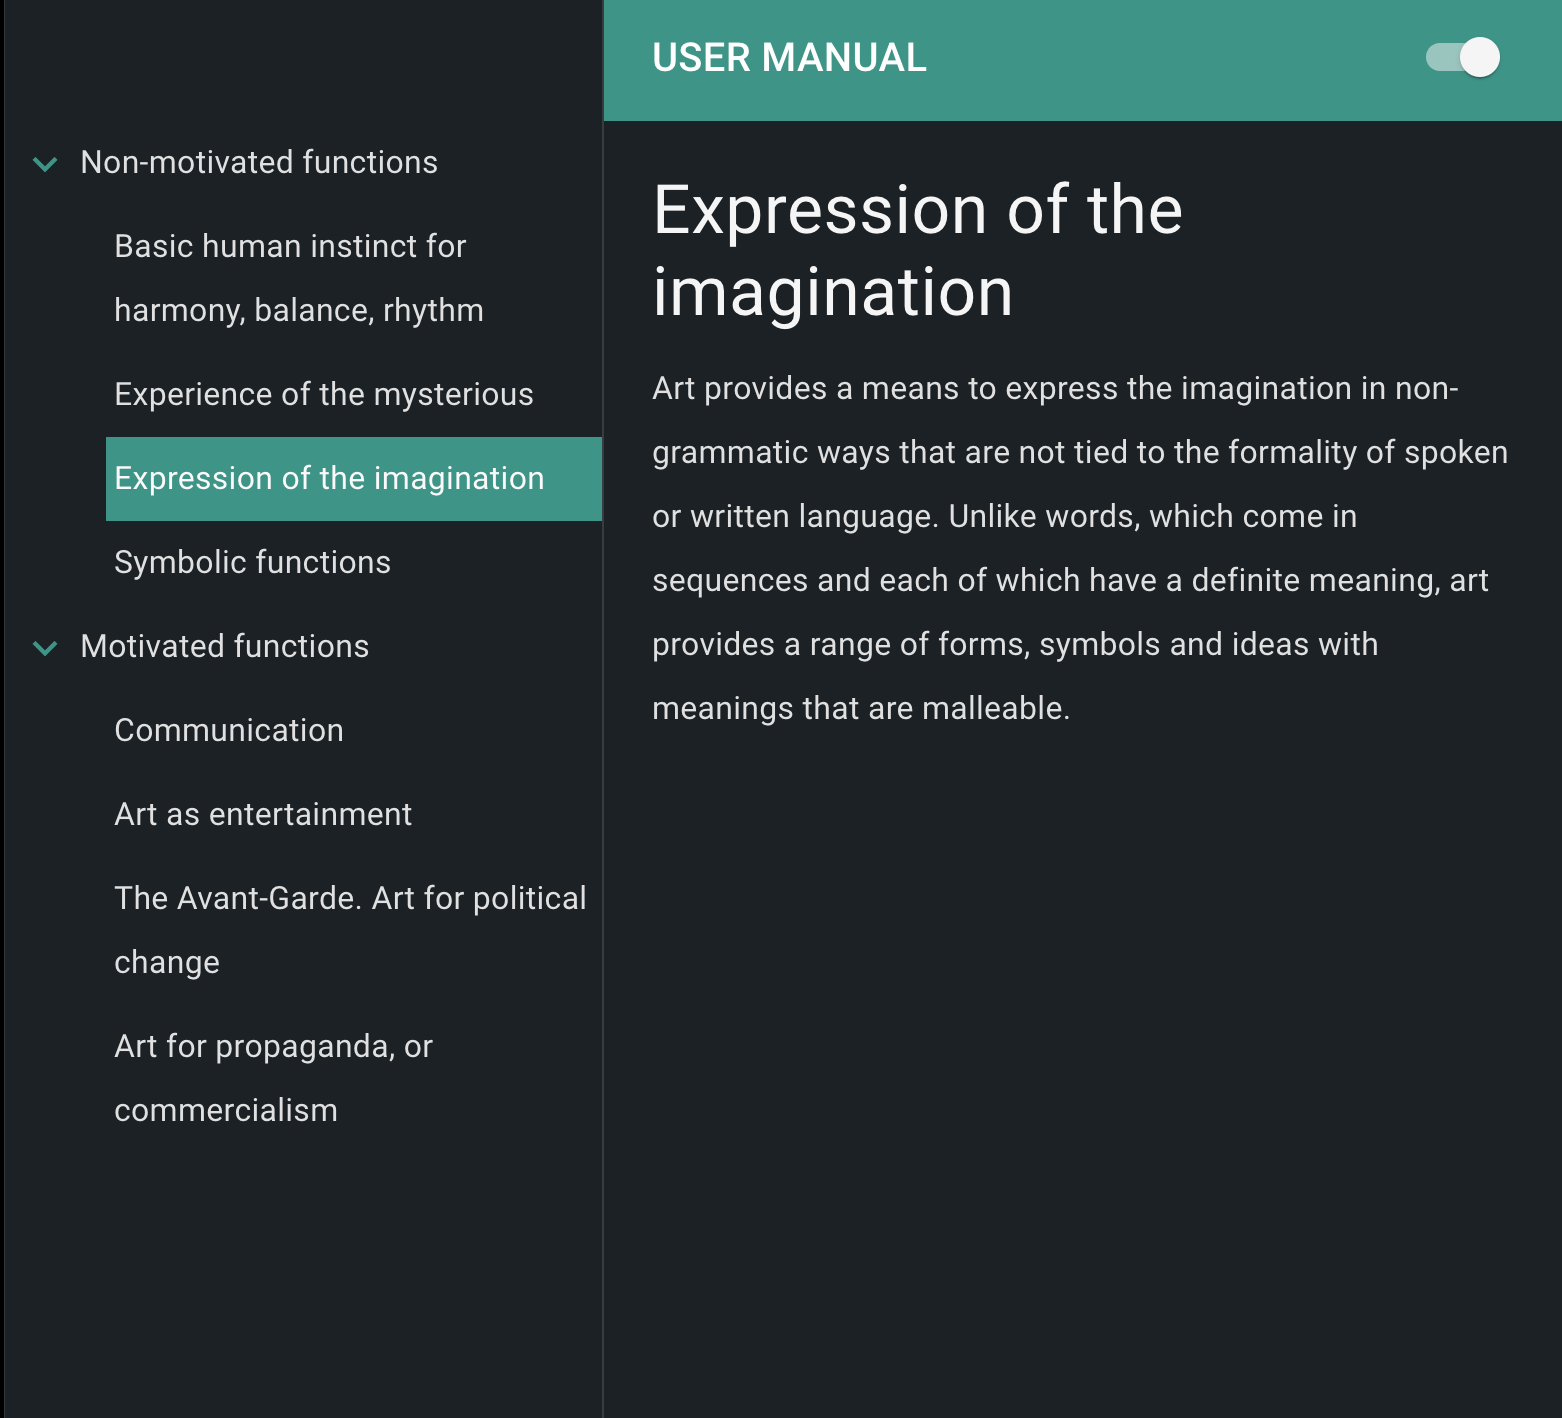 USER MANUAL
Non-motivated functions
Basic human instinct for
harmony, balance, rhythm
Experience of the mysterious
Expression of the imagination
Symbolic functions
Motivated functions
Communication
Art as entertainment
The Avant-Garde. Art for political
change
Art for propaganda, or
commercialism
Expression of the
imagination
Art provides a means to express the imagination in non-
grammatic ways that are not tied to the formality of spoken
or written language. Unlike words, which come in
sequences and each of which have a definite meaning, art
provides a range of forms, symbols and ideas with
meanings that are malleable.